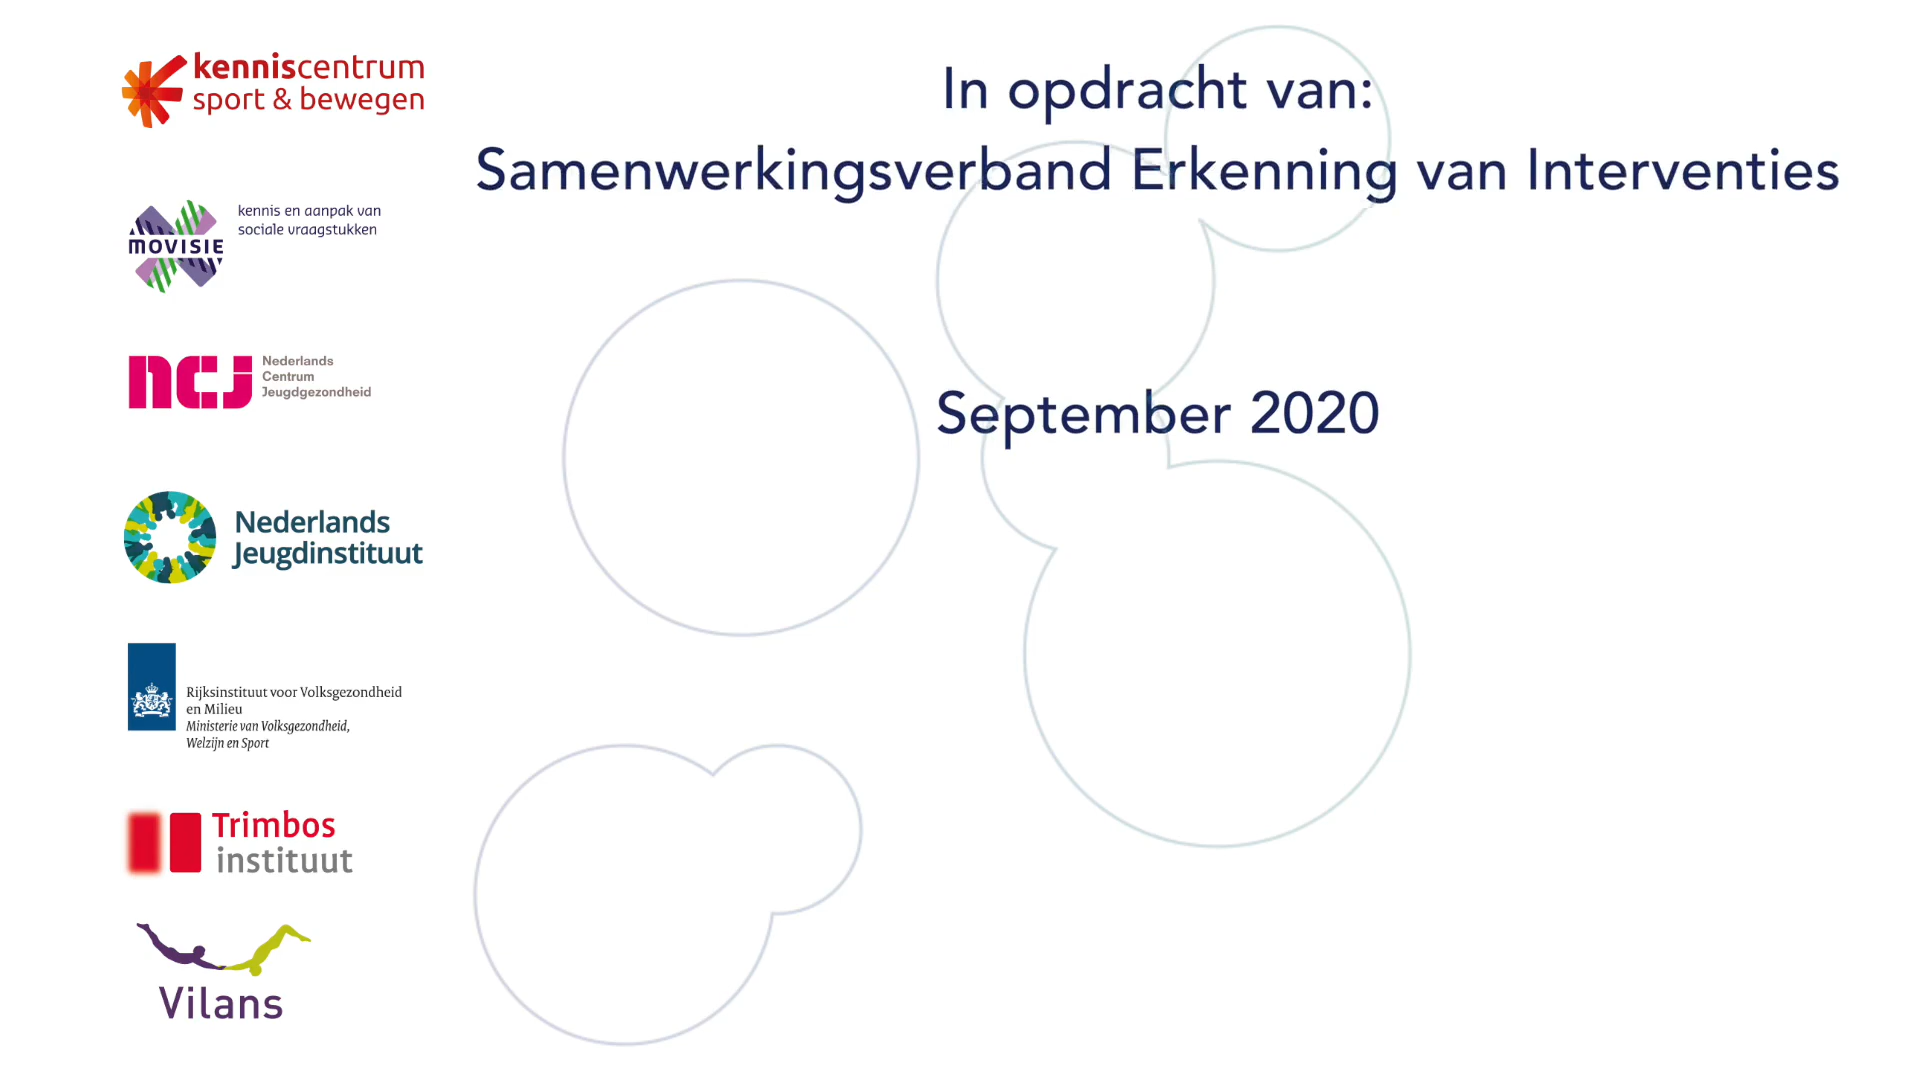 kenniscentrum
sport & bewegen
In opdracht van:
Samenwerkingsverband Erkenning van Interventies
MOVISIE
kennis en aanpak van
sociale vraagstukken
ncj
Nederlands
Centrum
Jeugdgezondheid
September 2020
Nederlands
Jeugdinstituut
Rijksinstituut voor Volksgezondheid
en Milieu
Ministerie van Volksgezondheid,
Welzijn en Sport
Trimbos
instituut
Vilans